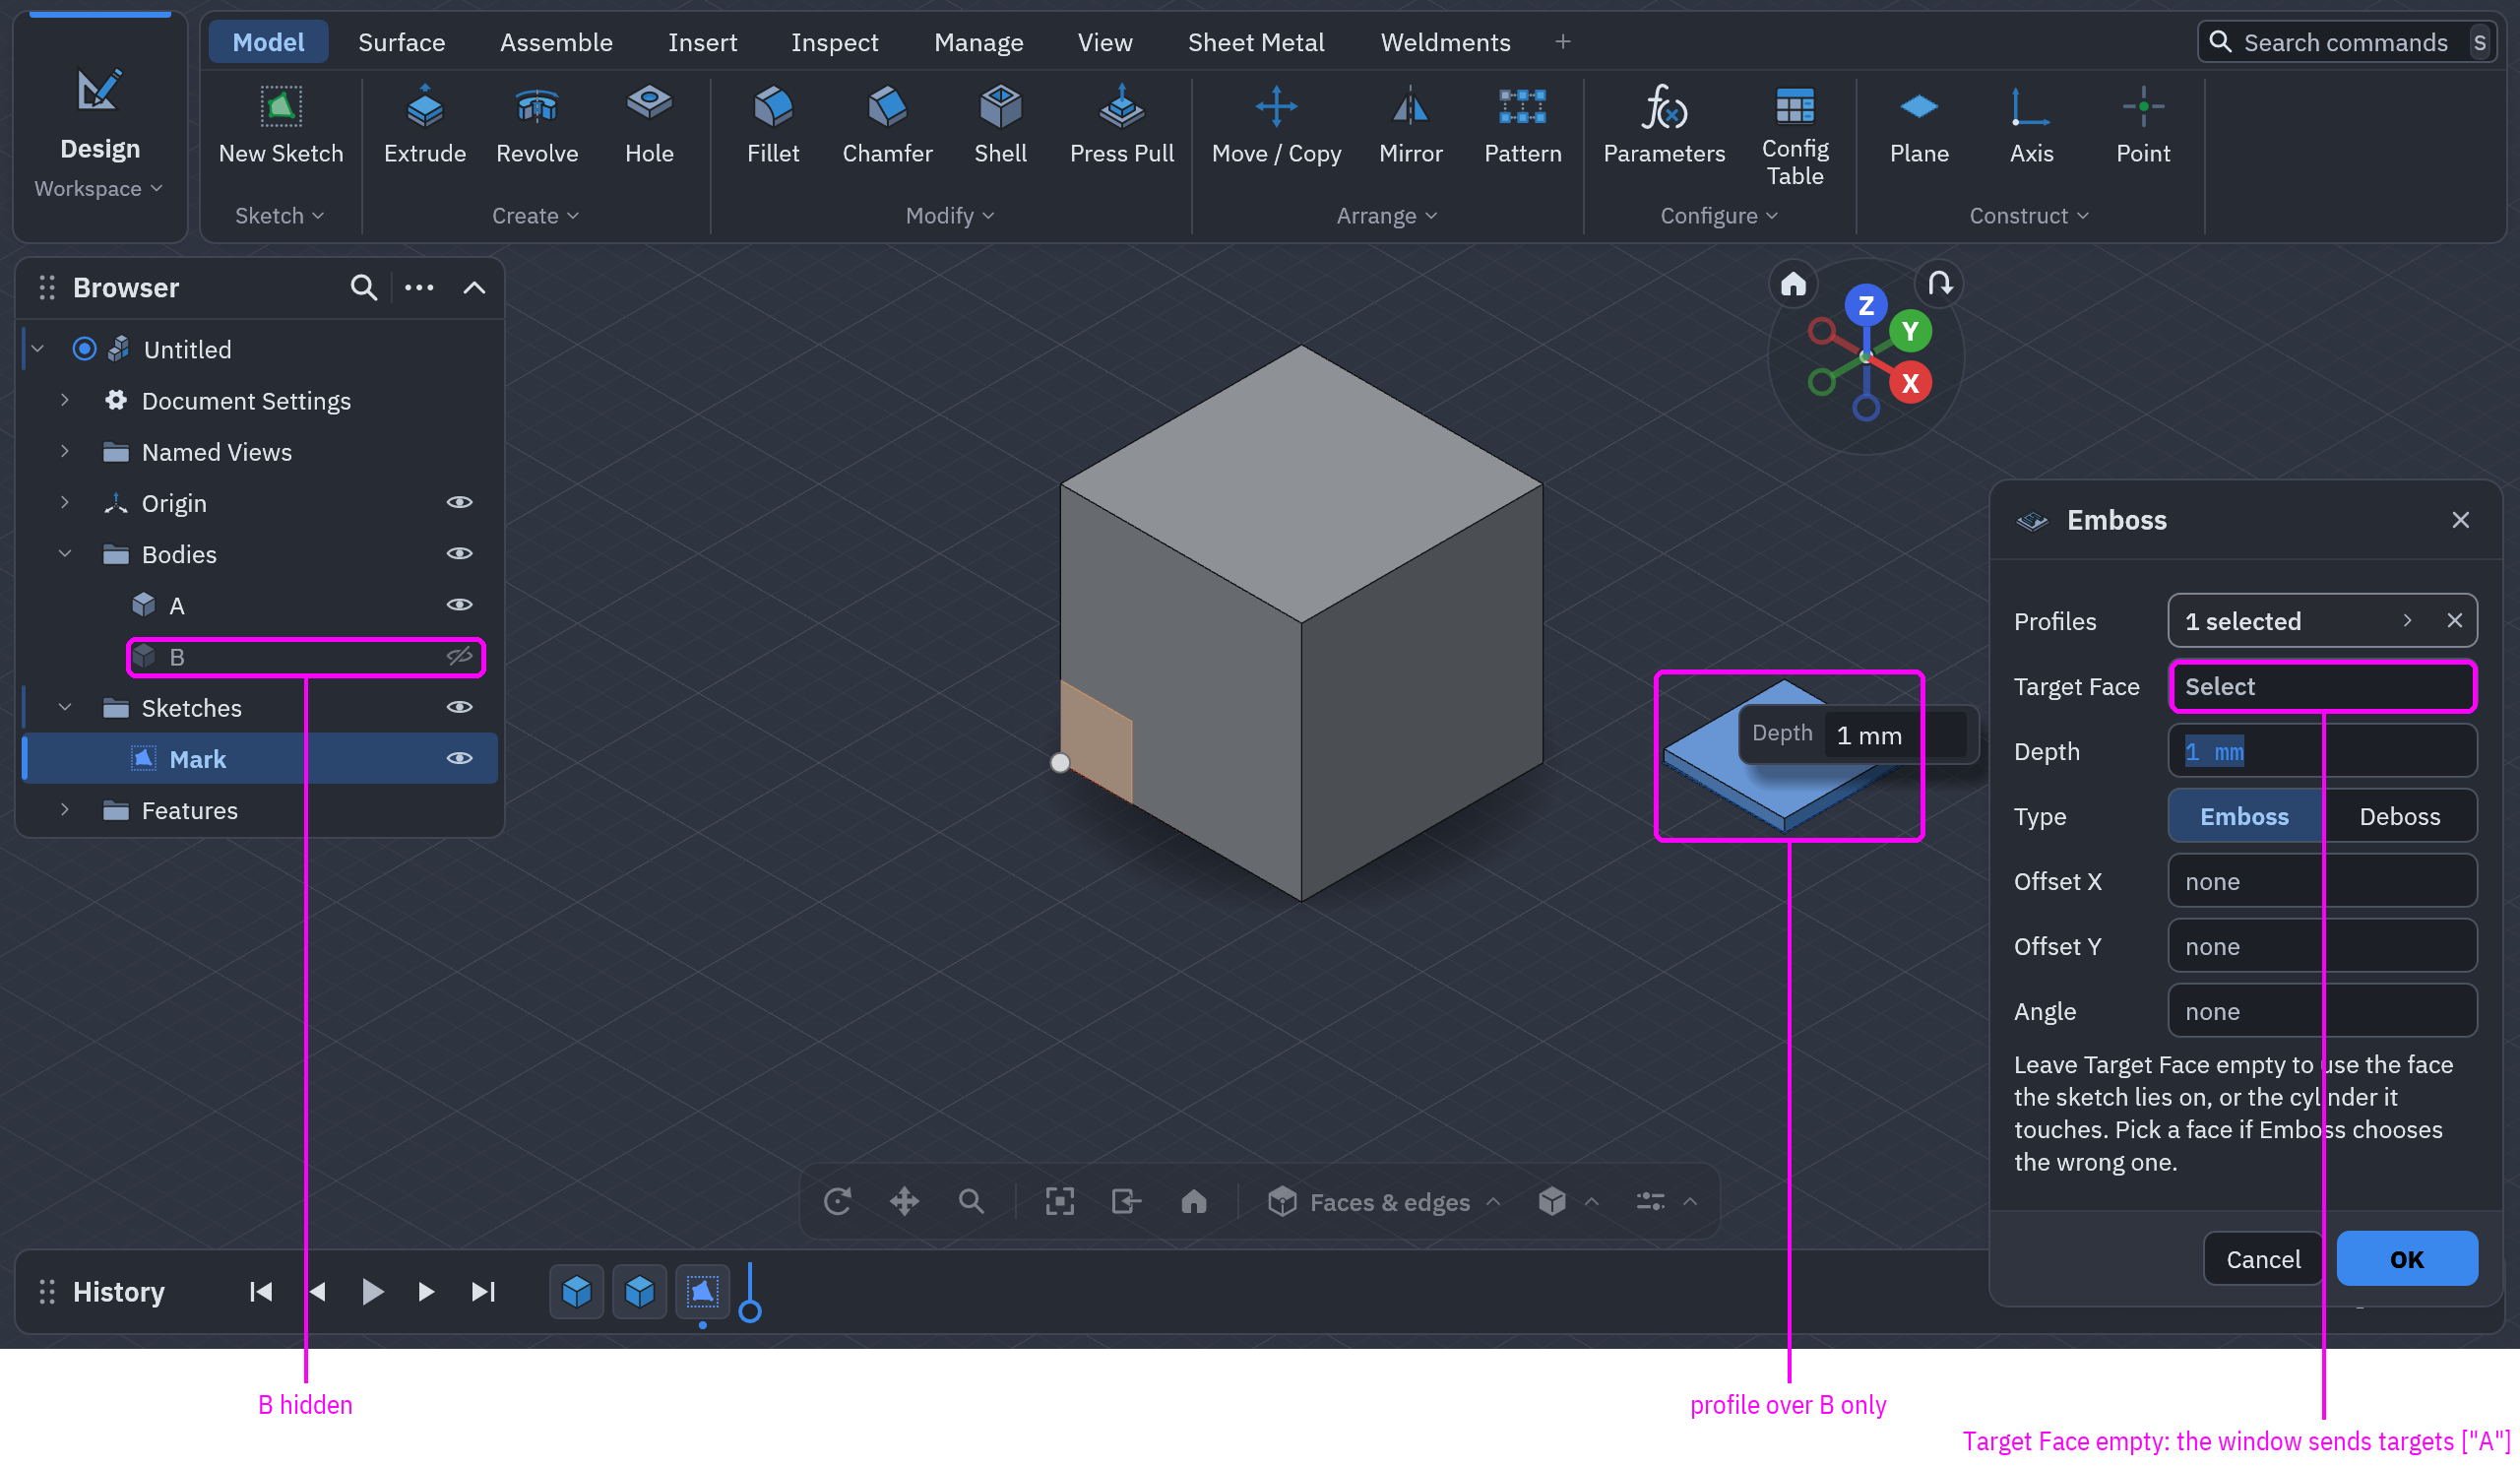 Model
Surface
Assemble
Insert
Inspect
Manage
View
Sheet Metal
Weldments
Search commands
S
Design
Workspace
New Sketch
Extrude
Revolve
Hole
Fillet
Chamfer
Shell
Press Pull
Move / Copy
Mirror
Pattern
Parameters
Config
Table
Plane
Axis
Point
Sketch
Create
Modify
Arrange
Configure
Construct
Browser
Untitled
Document Settings
Named Views
Origin
Bodies
A
B
Sketches
Mark
Features
Z
Y
X
Depth 1 mm
Emboss
Profiles 1 selected
Target Face Select
Depth 1 mm
Type Emboss Deboss
Offset X none
Offset Y none
Angle none
Leave Target Face empty to use the face
the sketch lies on, or the cylinder it
touches. Pick a face if Emboss chooses
the wrong one.
Cancel OK
Faces & edges
History
B hidden
profile over B only
Target Face empty: the window sends targets ["A"]